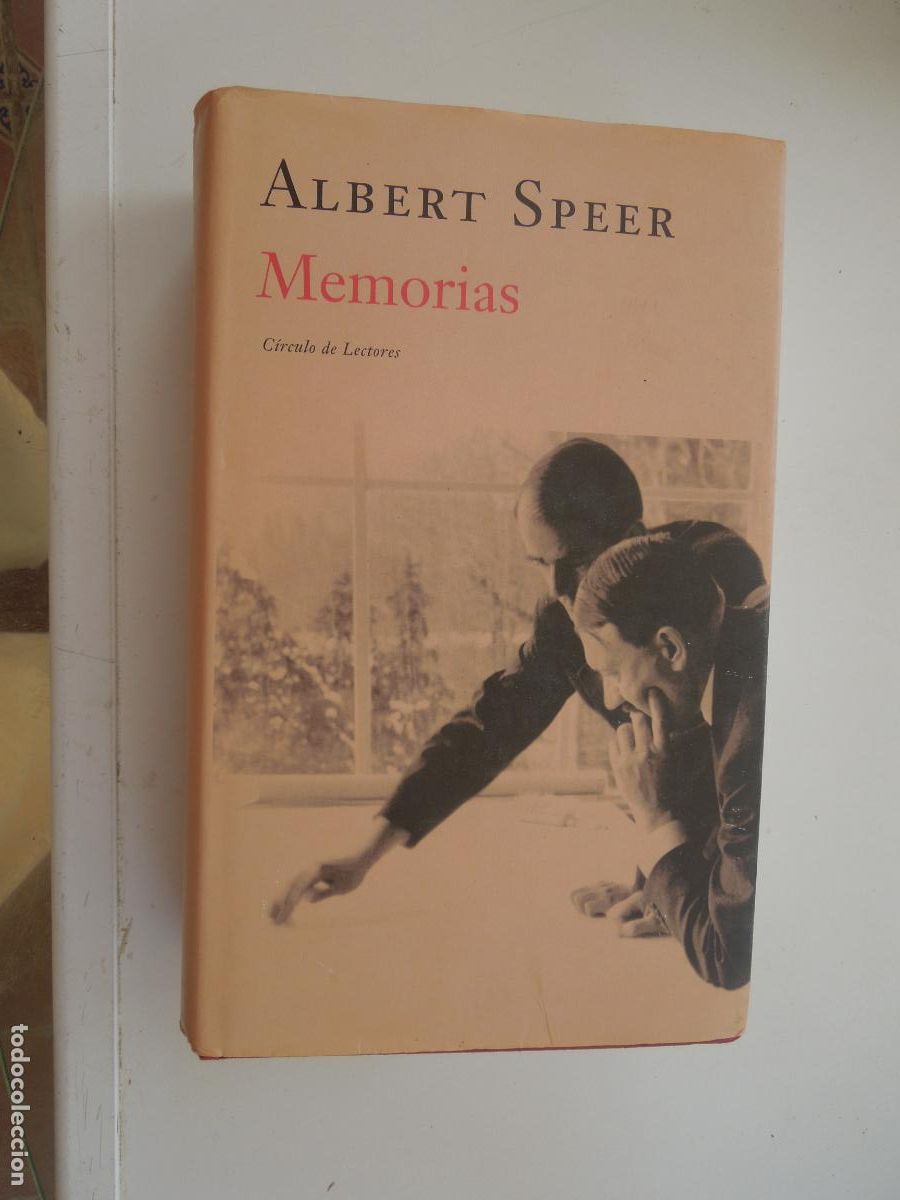 ALBERT SPEER
Memorias
Círculo de Lectores
todocoleccion